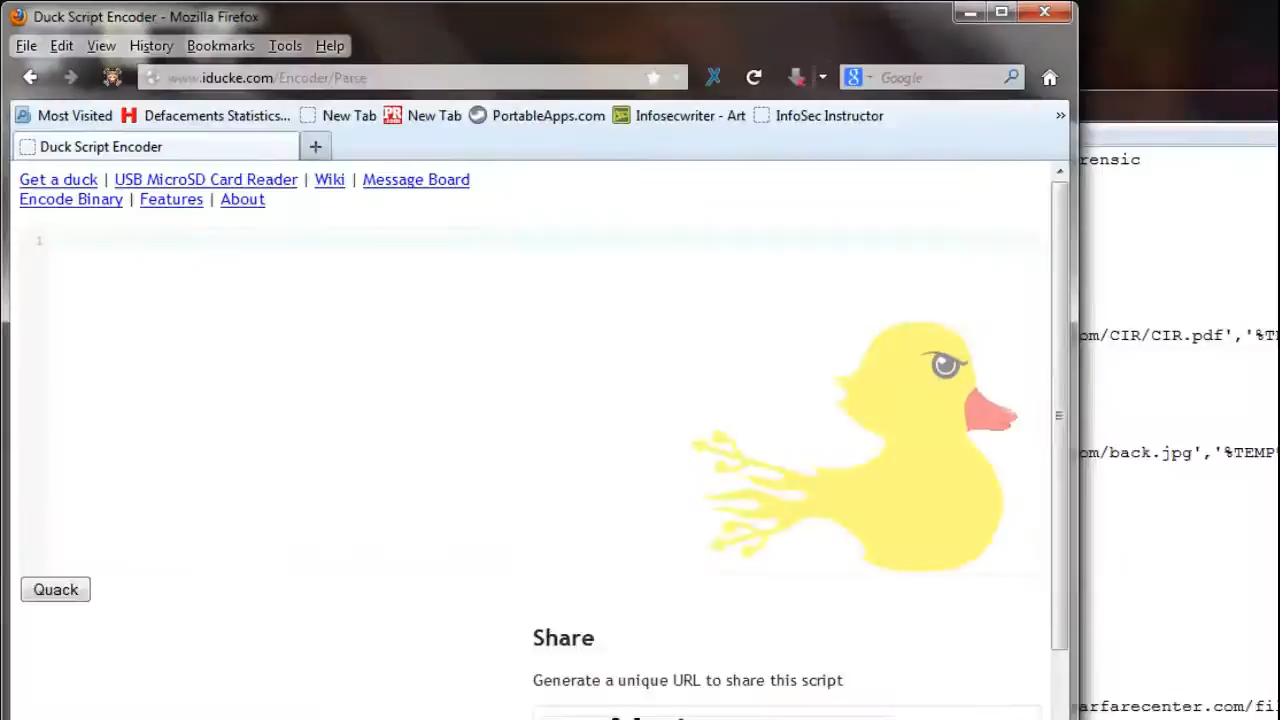 Duck Script Encoder - Mozilla Firefox
File Edit View History Bookmarks Tools Help
www.iducke.com/Encoder/Parse
Google
Most Visited Defacements Statistics... New Tab New Tab PortableApps.com Infosecwriter - Art InfoSec Instructor »
Duck Script Encoder
rensic
Get a duck | USB MicroSD Card Reader | Wiki | Message Board
Encode Binary | Features | About
1
om/CIR/CIR.pdf','%T
om/back.jpg','%TEMP
Quack
Share
Generate a unique URL to share this script
arfarecenter.com/fi